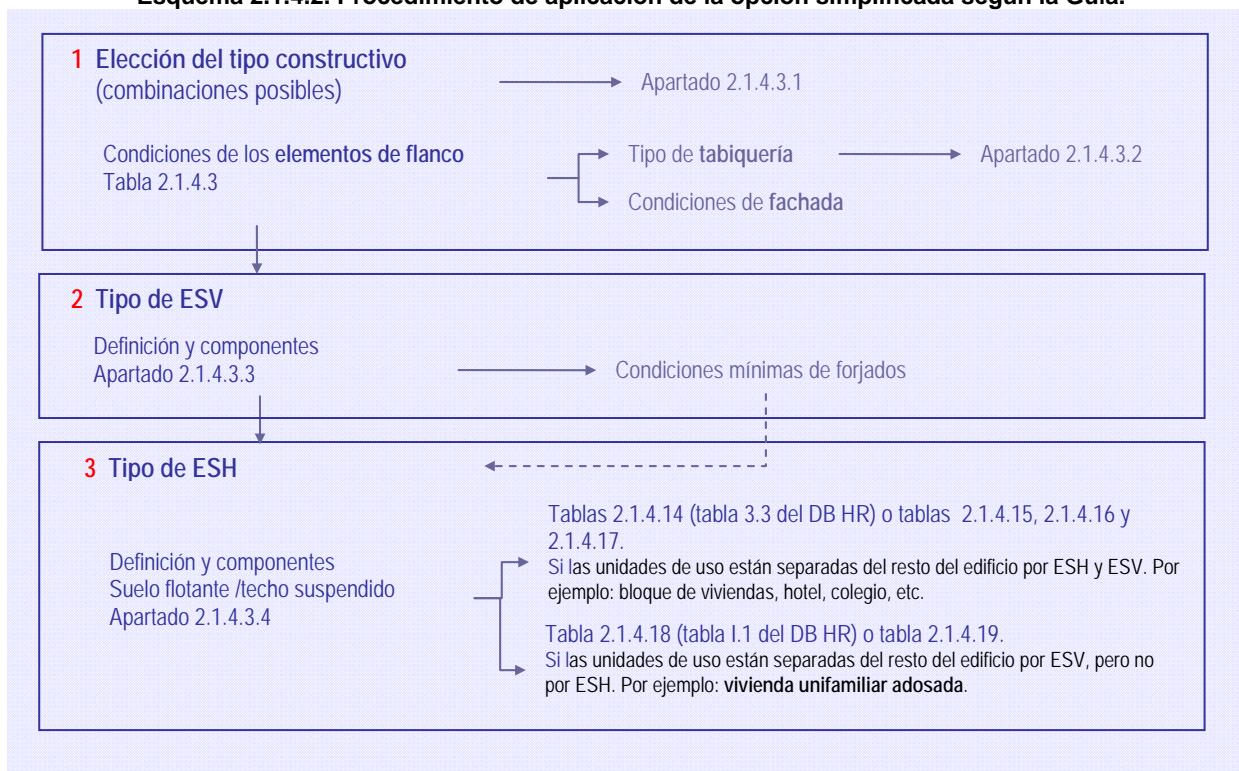 Esquema 2.1.4.2. Procedimiento de aplicación de la opción simplificada según la Guía.
1 Elección del tipo constructivo
(combinaciones posibles)
Apartado 2.1.4.3.1
Condiciones de los elementos de flanco
Tabla 2.1.4.3
Tipo de tabiquería
Apartado 2.1.4.3.2
Condiciones de fachada
2 Tipo de ESV
Definición y componentes
Apartado 2.1.4.3.3
Condiciones mínimas de forjados
3 Tipo de ESH
Definición y componentes
Suelo flotante /techo suspendido
Apartado 2.1.4.3.4
Tablas 2.1.4.14 (tabla 3.3 del DB HR) o tablas 2.1.4.15, 2.1.4.16 y
2.1.4.17.
Si las unidades de uso están separadas del resto del edificio por ESH y ESV. Por
ejemplo: bloque de viviendas, hotel, colegio, etc.
Tabla 2.1.4.18 (tabla I.1 del DB HR) o tabla 2.1.4.19.
Si las unidades de uso están separadas del resto del edificio por ESV, pero no
por ESH. Por ejemplo: vivienda unifamiliar adosada.